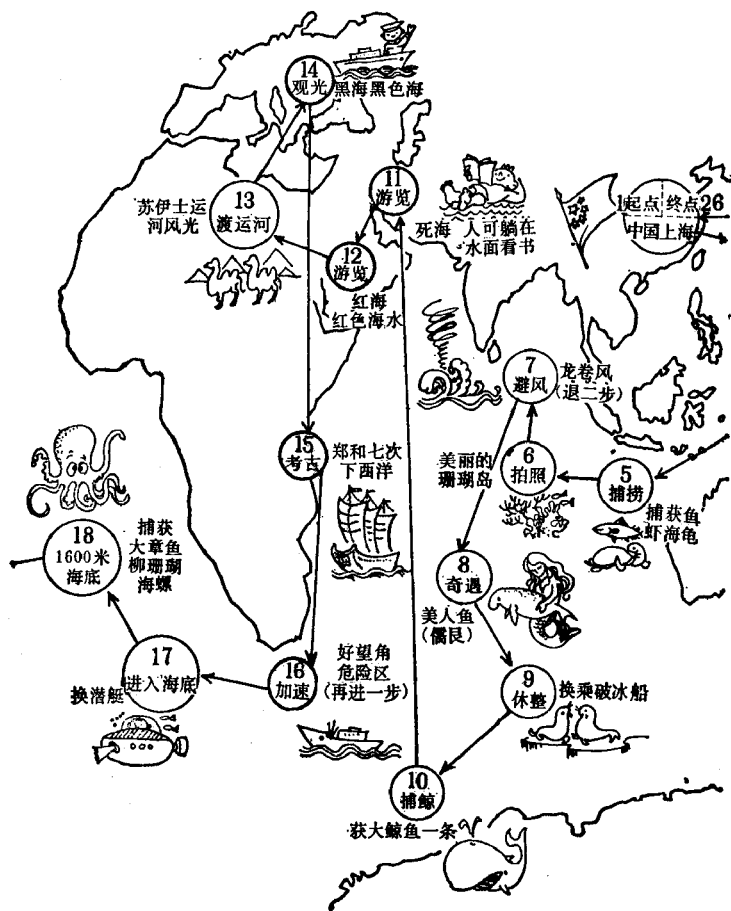 14
观光
黑海黑色海
11
游览
13
渡运河
苏伊士运
河风光
死海 人可躺在
水面看书
1起点 终点26
中国上海
12
游览
红海
红色海水
7
避风
龙卷风
(退二步)
15
考古
郑和七次
下西洋
美丽的
珊瑚岛
6
拍照
5
捕捞
捕获鱼
虾海龟
18
1600米
海底
捕获
大章鱼
柳珊瑚
海螺
8
奇遇
美人鱼
(儒艮)
17
进入海底
换潜艇
16
加速
好望角
危险区
(再进一步)
9
休整
换乘破冰船
10
捕鲸
获大鲸鱼一条